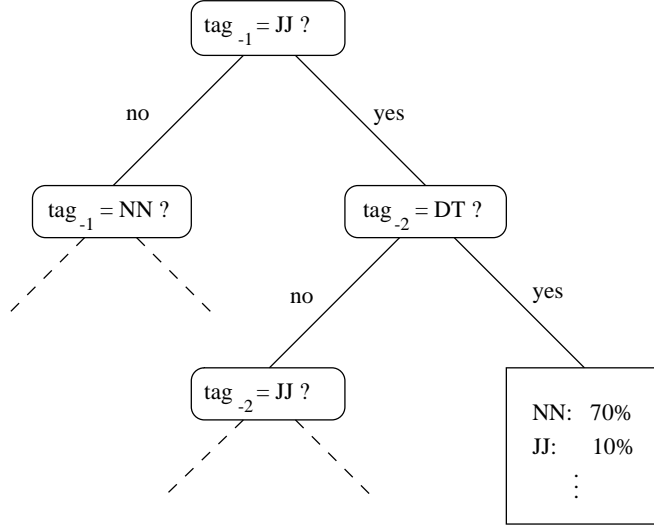 tag-1 = JJ ?
no
yes
tag-1 = NN ?
tag-2 = DT ?
no
yes
tag-2 = JJ ?
NN: 70%
JJ: 10%
⋮